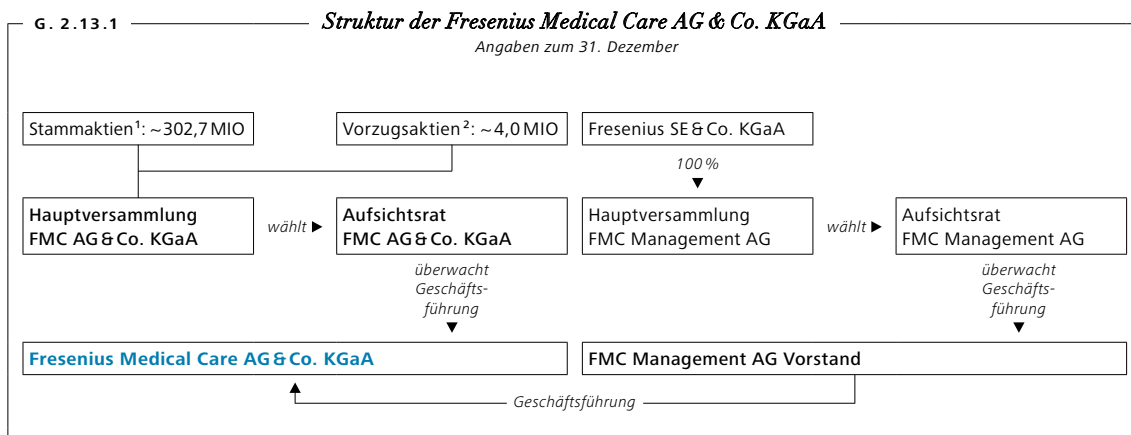 G. 2.13.1
Struktur der Fresenius Medical Care AG & Co. KGaA
Angaben zum 31. Dezember
Stammaktien¹: ~302,7 MIO
Vorzugsaktien²: ~4,0 MIO
Fresenius SE & Co. KGaA
100 %
Hauptversammlung
FMC AG & Co. KGaA
wählt ►
Aufsichtsrat
FMC AG & Co. KGaA
Hauptversammlung
FMC Management AG
wählt ►
Aufsichtsrat
FMC Management AG
überwacht
Geschäfts-
führung
überwacht
Geschäfts-
führung
Fresenius Medical Care AG & Co. KGaA
FMC Management AG Vorstand
Geschäftsführung